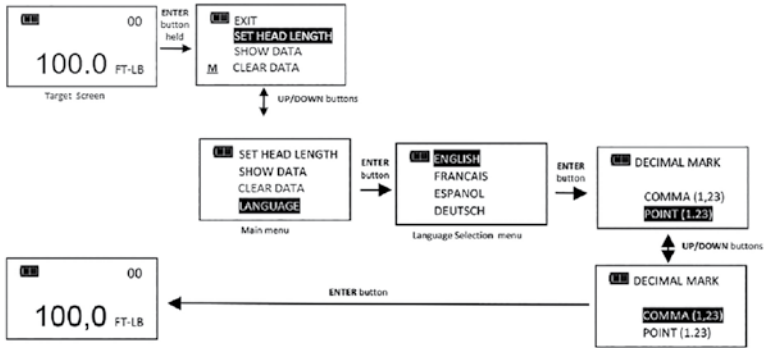 00
100.0 FT-LB
Target Screen
ENTER
button
held
EXIT
SET HEAD LENGTH
SHOW DATA
M CLEAR DATA
UP/DOWN buttons
SET HEAD LENGTH
SHOW DATA
CLEAR DATA
LANGUAGE
Main menu
ENTER
button
ENGLISH
FRANCAIS
ESPANOL
DEUTSCH
Language Selection menu
ENTER
button
DECIMAL MARK
COMMA (1,23)
POINT (1.23)
UP/DOWN buttons
DECIMAL MARK
COMMA (1,23)
POINT (1.23)
ENTER button
00
100,0 FT-LB